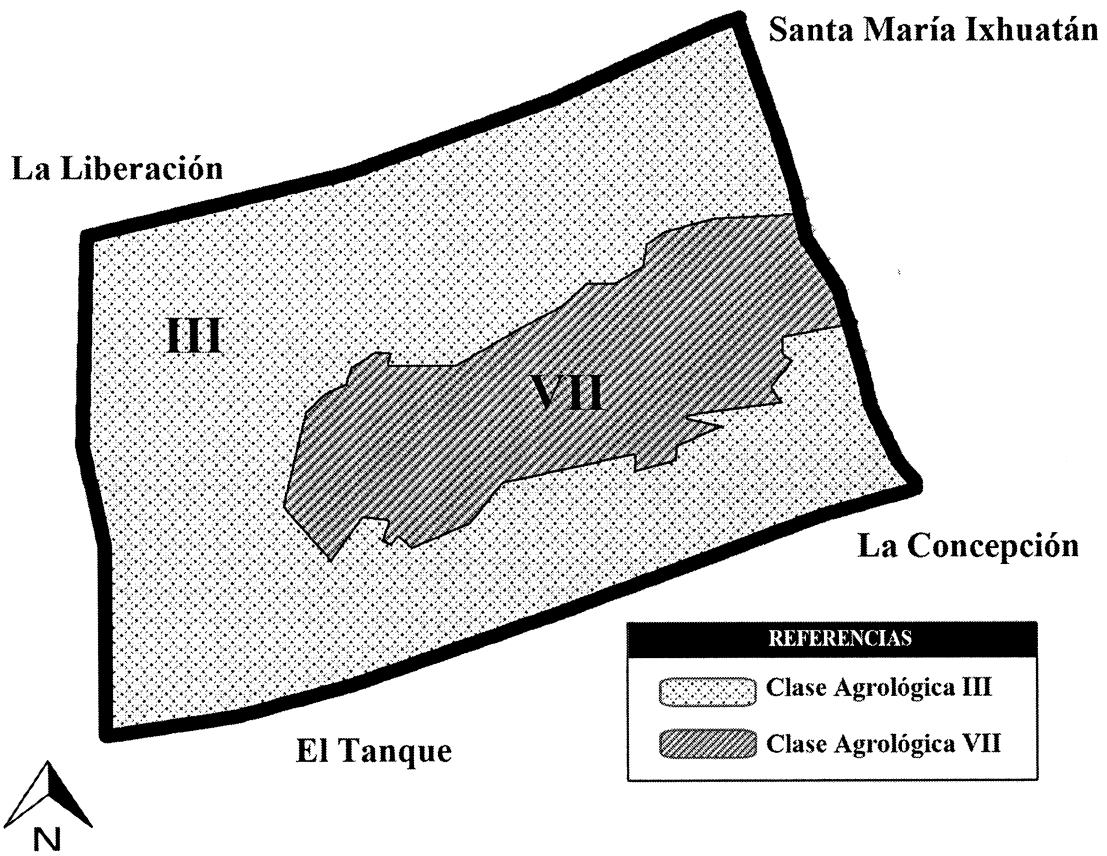 Santa María Ixhuatán
La Liberación
III
VII
La Concepción
REFERENCIAS
Clase Agrológica III
Clase Agrológica VII
El Tanque
N